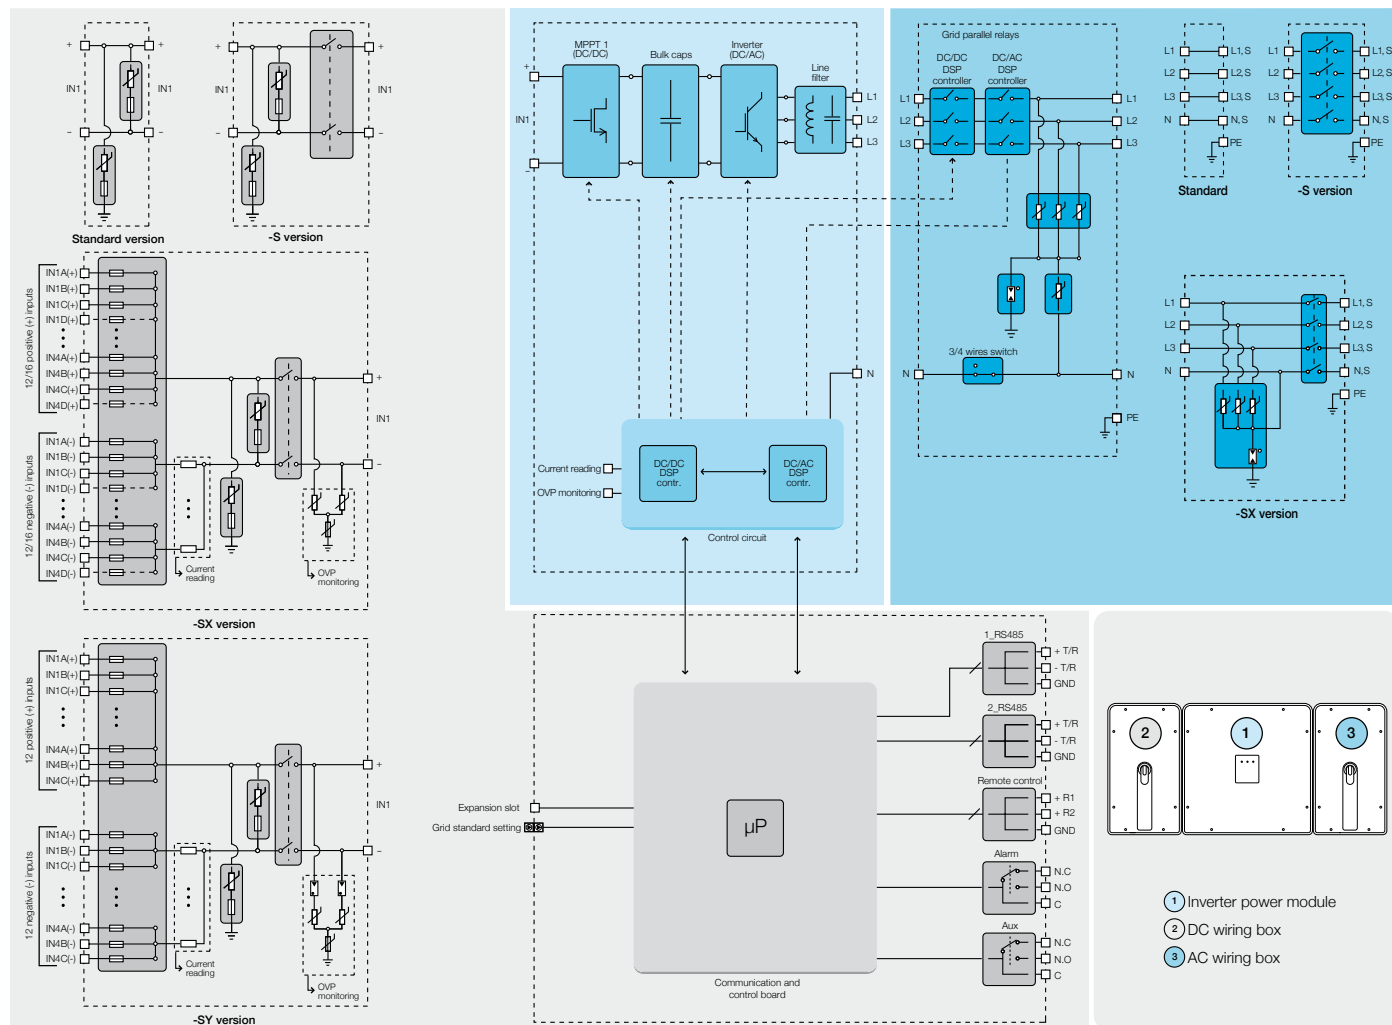 +
+
IN1
IN1
−
−
Standard version
+
+
IN1
IN1
−
−
-S version
12/16 positive (+) inputs
IN1A(+)
IN1B(+)
IN1C(+)
IN1D(+)
IN4A(+)
IN4B(+)
IN4C(+)
IN4D(+)
12/16 negative (-) inputs
IN1A(-)
IN1B(-)
IN1C(-)
IN1D(-)
IN4A(-)
IN4B(-)
IN4C(-)
IN4D(-)
+
IN1
−
Current
reading
OVP
monitoring
-SX version
12 positive (+) inputs
IN1A(+)
IN1B(+)
IN1C(+)
IN4A(+)
IN4B(+)
IN4C(+)
12 negative (-) inputs
IN1A(-)
IN1B(-)
IN1C(-)
IN4A(-)
IN4B(-)
IN4C(-)
+
IN1
−
Current
reading
OVP
monitoring
-SY version
MPPT 1
(DC/DC)
Bulk caps
Inverter
(DC/AC)
Line
filter
+
IN1
-
L1
L2
L3
N
Current reading
OVP monitoring
DC/DC
DSP
contr.
DC/AC
DSP
contr.
Control circuit
Grid parallel relays
DC/DC
DSP
controller
DC/AC
DSP
controller
L1
L2
L3
L1
L2
L3
3/4 wires switch
N
N
PE
L1
L2
L3
N
L1, S
L2, S
L3, S
N, S
PE
Standard
L1
L2
L3
N
L1, S
L2, S
L3, S
N, S
PE
-S version
L1
L2
L3
N
L1, S
L2, S
L3, S
N, S
PE
-SX version
Expansion slot
Grid standard setting
µP
Communication and
control board
1_RS485
+ T/R
- T/R
GND
2_RS485
+ T/R
- T/R
GND
Remote control
+ R1
+ R2
GND
Alarm
N.C
N.O
C
Aux
N.C
N.O
C
2
1
3
1 Inverter power module
2 DC wiring box
3 AC wiring box